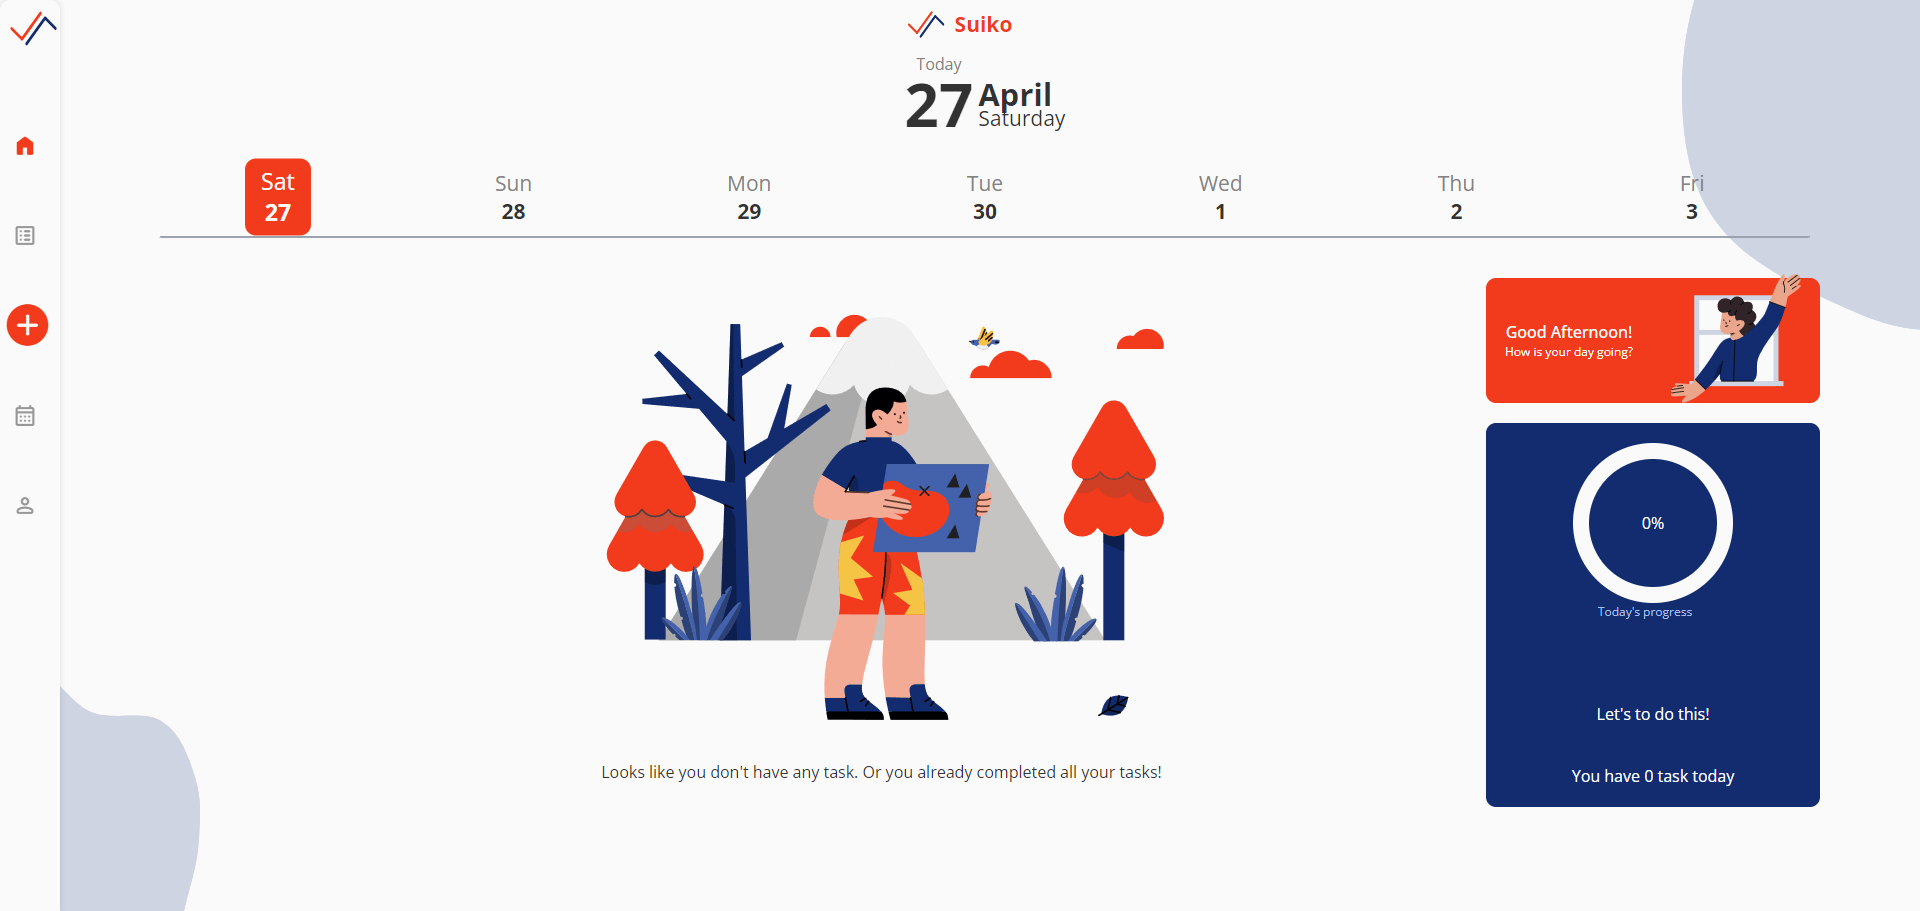 Suiko
Today
27 April
Saturday
Sat Sun Mon Tue Wed Thu Fri
27 28 29 30 1 2 3
Good Afternoon!
How is your day going?
0%
Today's progress
Let's to do this!
You have 0 task today
Looks like you don't have any task. Or you already completed all your tasks!